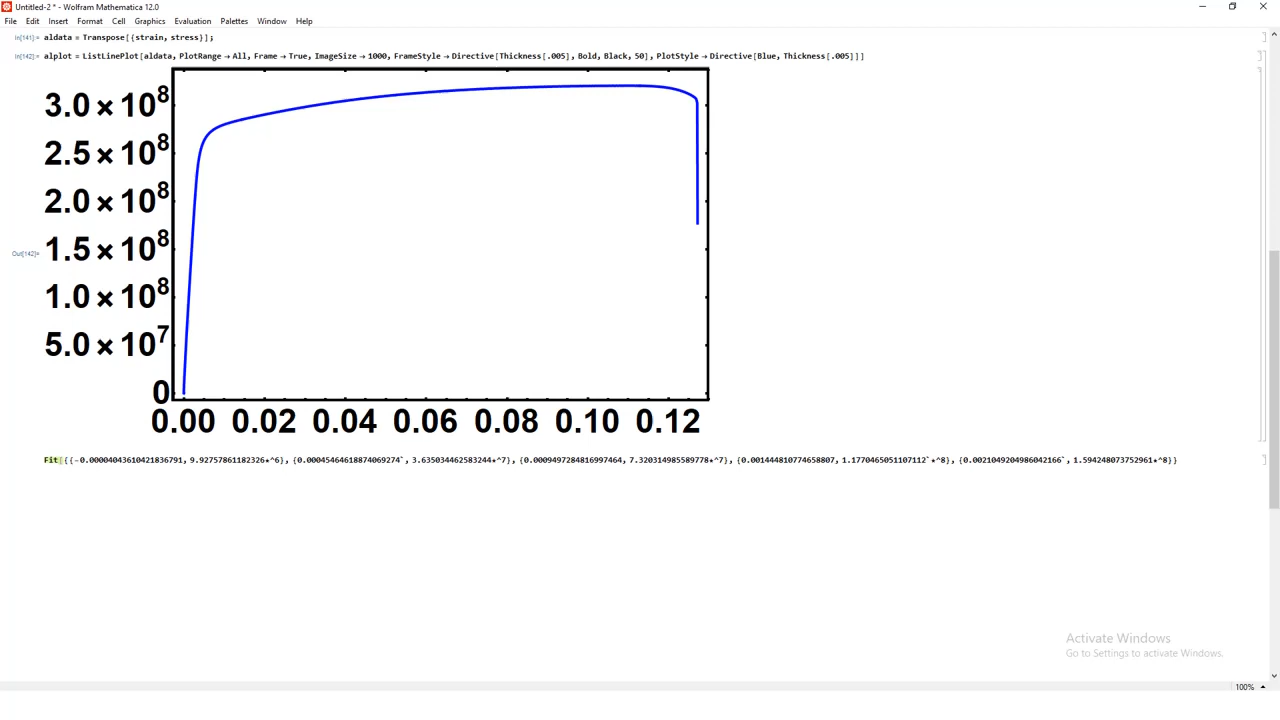 Untitled-2 * - Wolfram Mathematica 12.0
File Edit Insert Format Cell Graphics Evaluation Palettes Window Help
In[141]:= aldata = Transpose[{strain, stress}];
In[142]:= alplot = ListLinePlot[aldata, PlotRange → All, Frame → True, ImageSize → 1000, FrameStyle → Directive[Thickness[.005], Bold, Black, 50], PlotStyle → Directive[Blue, Thickness[.005]]]
3.0×10^8
2.5×10^8
2.0×10^8
Out[142]= 1.5×10^8
1.0×10^8
5.0×10^7
0
0.00 0.02 0.04 0.06 0.08 0.10 0.12
Fit[{{-0.00004043610421836791, 9.92757861182326*^6}, {0.00045464618874069274`, 3.635034462583244*^7}, {0.0009497284816997464, 7.320314985589778*^7}, {0.001444810774658807, 1.1770465051107112`*^8}, {0.0021049204986042166`, 1.594248073752961*^8}}
Activate Windows
Go to Settings to activate Windows.
100%